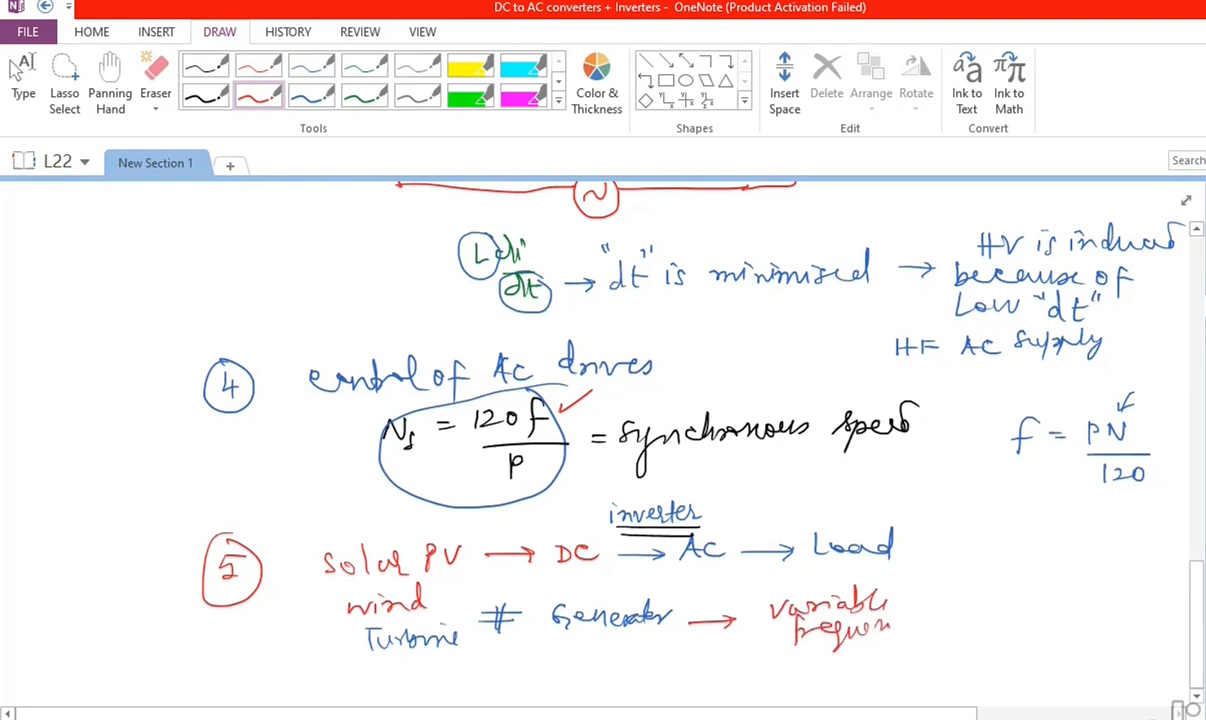 DC to AC converters + Inverters - OneNote (Product Activation Failed)
FILE HOME INSERT DRAW HISTORY REVIEW VIEW
Type Lasso Select Panning Hand Eraser Color & Thickness Insert Space Delete Arrange Rotate Ink to Text Ink to Math
Tools Shapes Edit Convert
L22 New Section 1 Search
N
L di/dt → "dt" is minimised → HV is induced
because of
Low "dt"
HF AC supply
4 control of AC drives
Ns = 120f/P = synchronous speed
f = PN/120
inverter
5 solar PV → DC → AC → Load
wind Turbine # Generator → variable
frequen